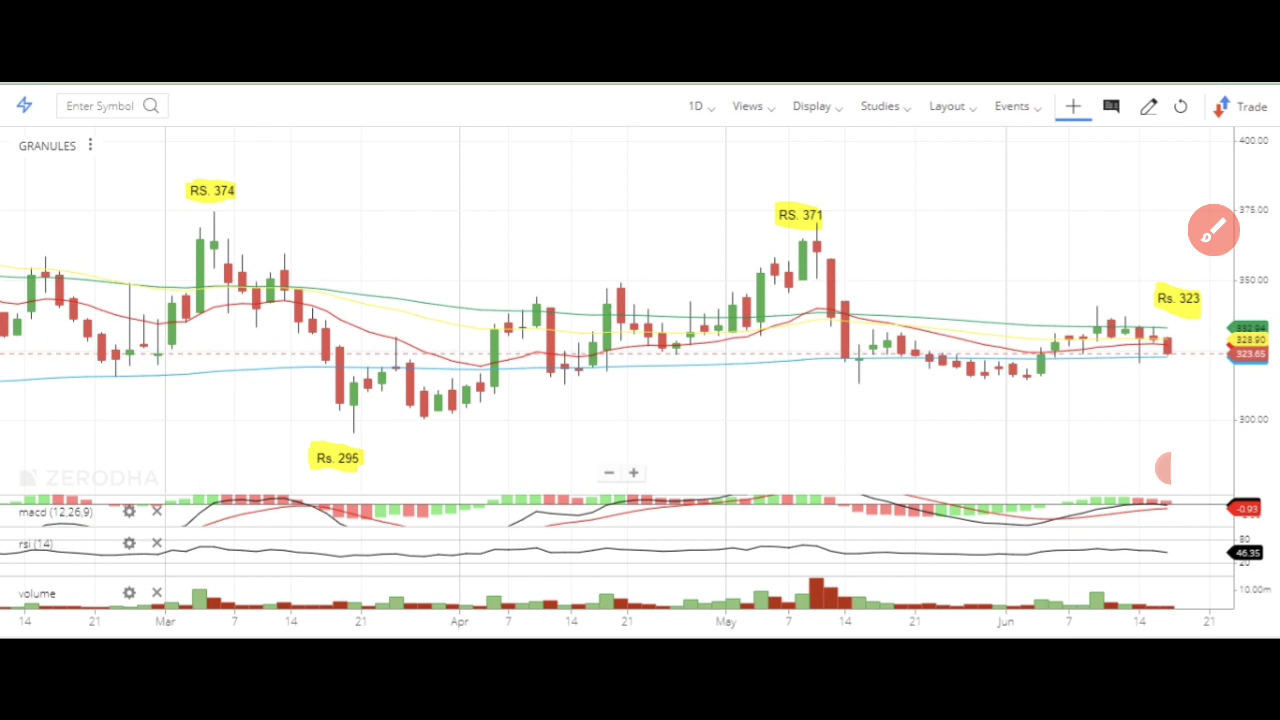 Enter Symbol 1D Views Display Studies Layout Events Trade
GRANULES
400.00
RS. 374
375.00
RS. 371
350.00
Rs. 323
332.94
328.90
323.65
300.00
Rs. 295
ZERODHA
macd (12,26,9)
-0.93
rsi (14)
80
46.35
20
volume
10.00m
14 21 Mar 7 14 21 Apr 7 14 21 May 7 14 21 Jun 7 14 21